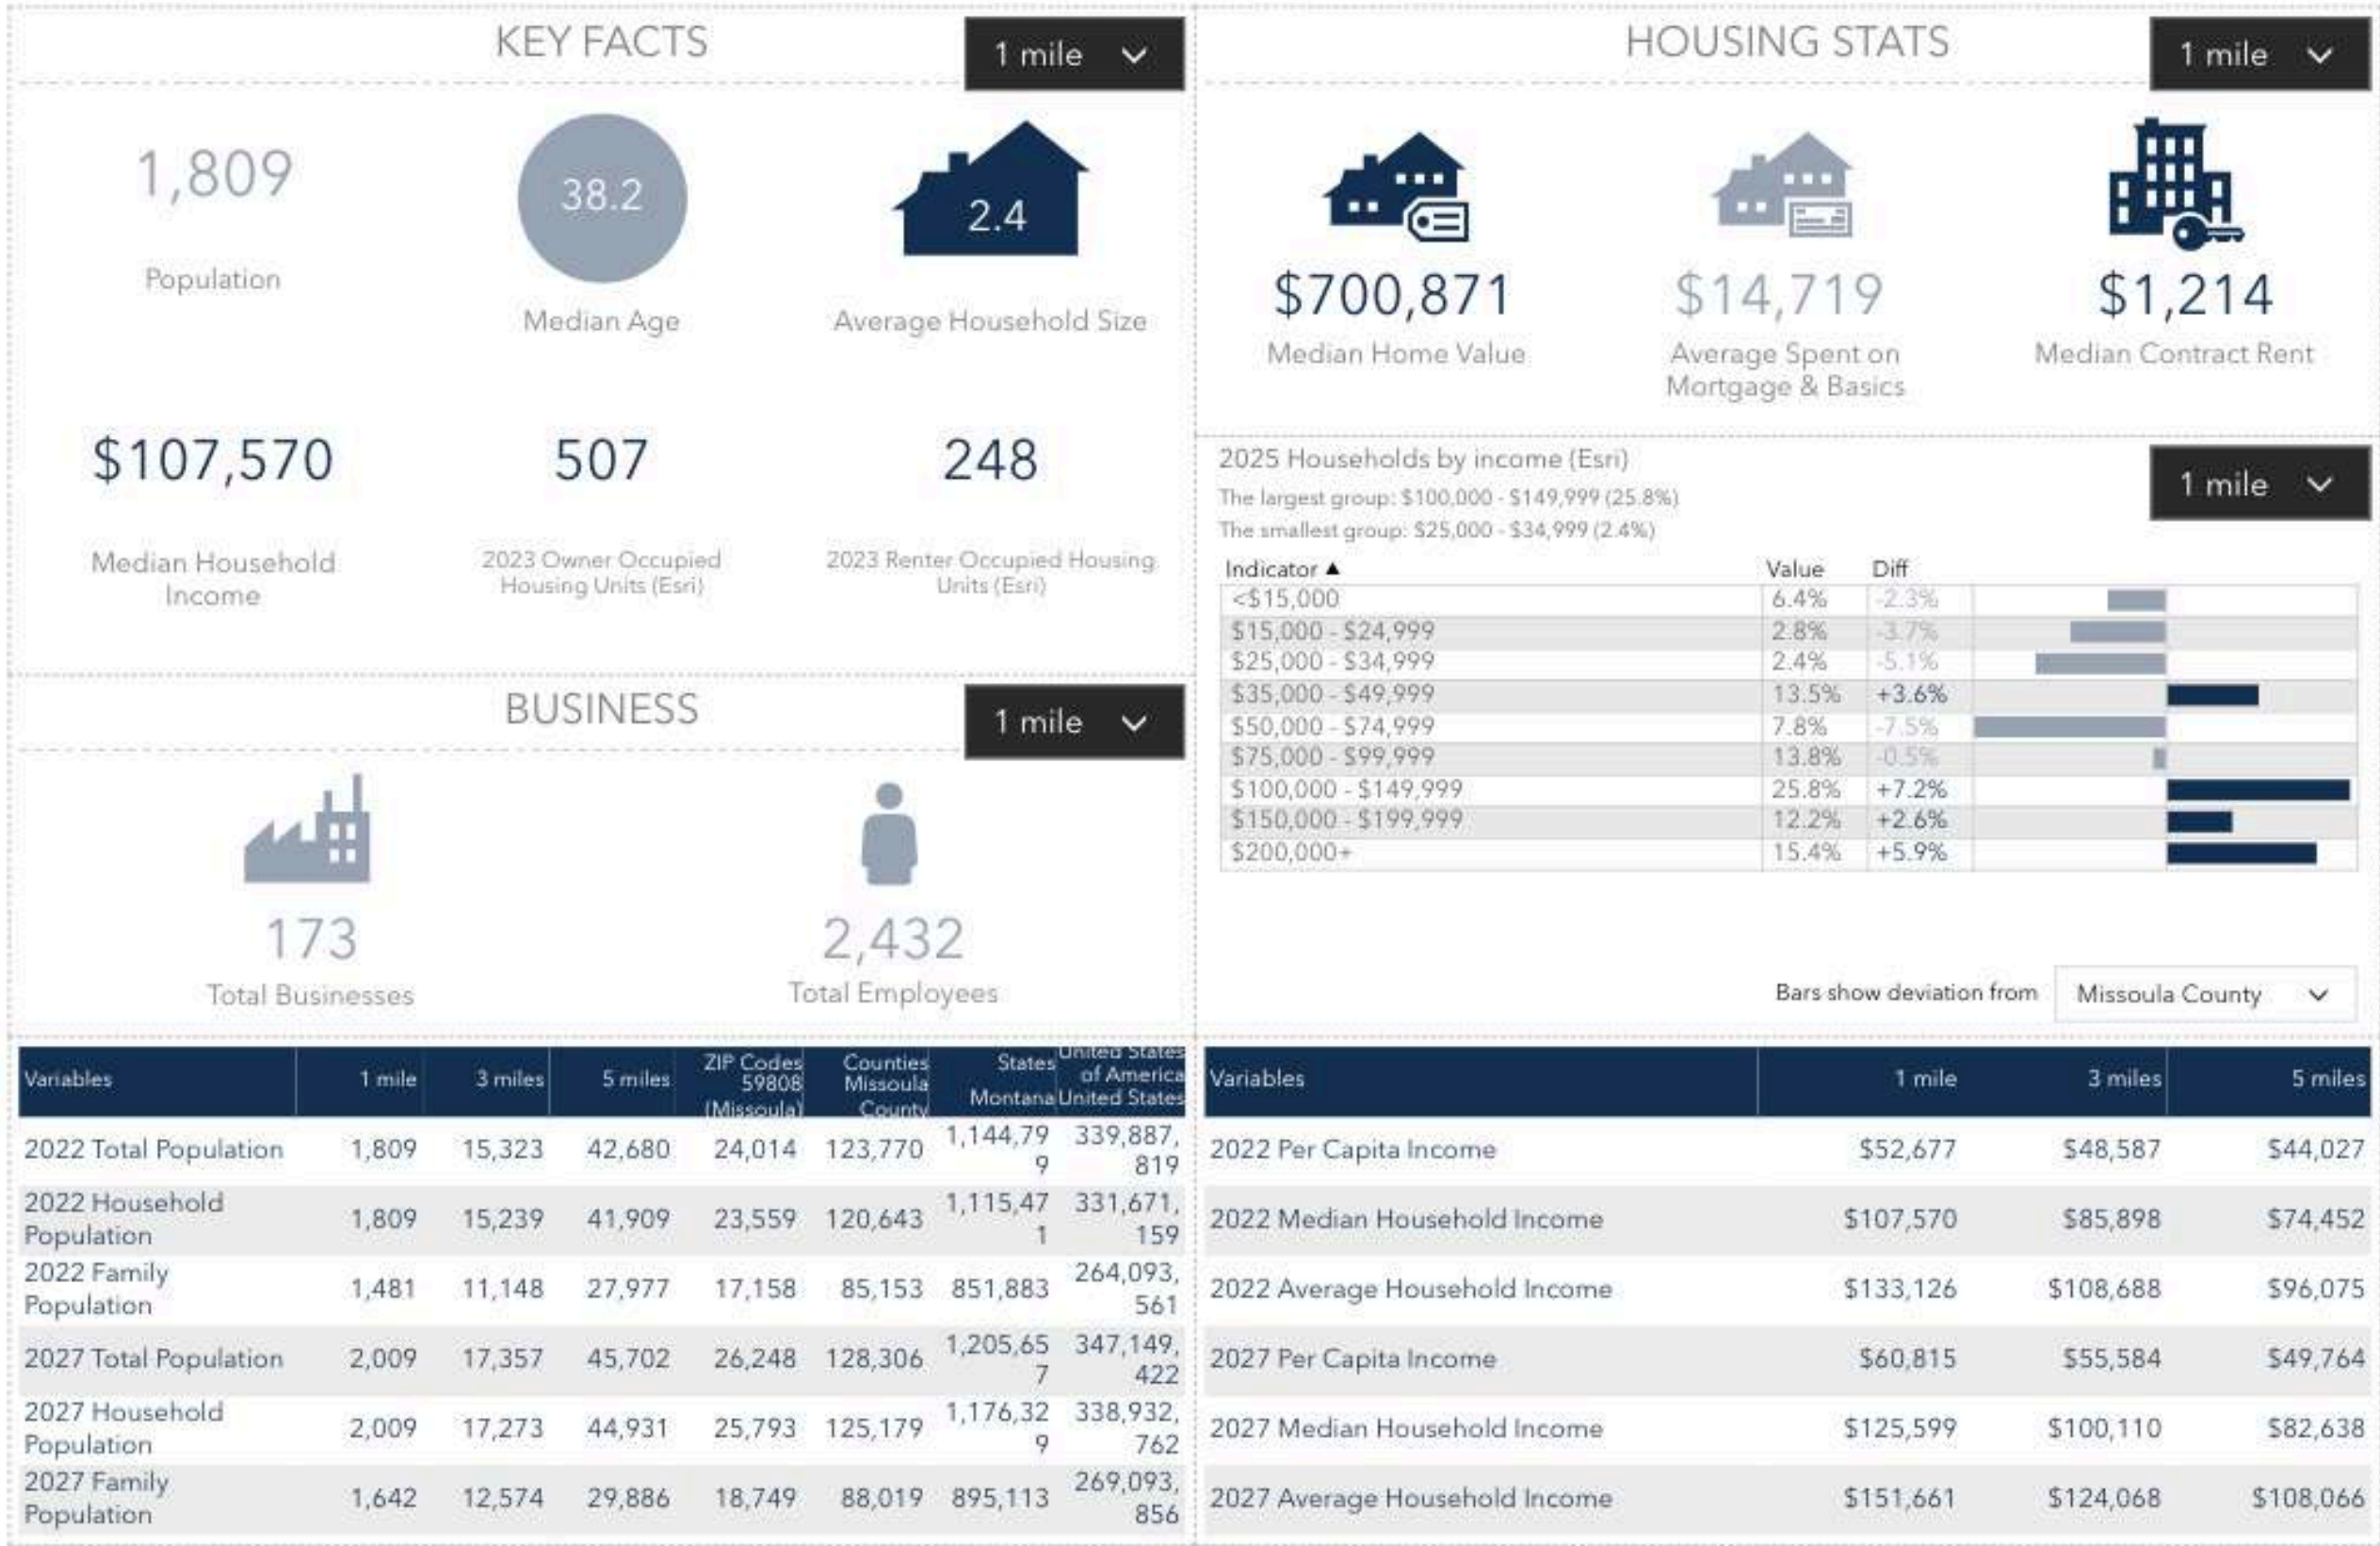 KEY FACTS
1 mile
1,809
Population
38.2
Median Age
2.4
Average Household Size
$107,570
Median Household
Income
507
2023 Owner Occupied
Housing Units (Esri)
248
2023 Renter Occupied Housing
Units (Esri)
BUSINESS
1 mile
173
Total Businesses
2,432
Total Employees
HOUSING STATS
1 mile
$700,871
Median Home Value
$14,719
Average Spent on
Mortgage & Basics
$1,214
Median Contract Rent
2025 Households by income (Esri)
The largest group: $100,000 - $149,999 (25.8%)
The smallest group: $25,000 - $34,999 (2.4%)
1 mile
Indicator ▲ Value Diff
<$15,000 6.4% -2.3%
$15,000 - $24,999 2.8% -3.7%
$25,000 - $34,999 2.4% -5.1%
$35,000 - $49,999 13.5% +3.6%
$50,000 - $74,999 7.8% -7.5%
$75,000 - $99,999 13.8% -0.5%
$100,000 - $149,999 25.8% +7.2%
$150,000 - $199,999 12.2% +2.6%
$200,000+ 15.4% +5.9%
Bars show deviation from Missoula County
Variables 1 mile 3 miles 5 miles ZIP Codes 59808 (Missoula) Counties Missoula County States Montana United States of America United States
2022 Total Population 1,809 15,323 42,680 24,014 123,770 1,144,799 339,887,819
2022 Household Population 1,809 15,239 41,909 23,559 120,643 1,115,471 331,671,159
2022 Family Population 1,481 11,148 27,977 17,158 85,153 851,883 264,093,561
2027 Total Population 2,009 17,357 45,702 26,248 128,306 1,205,657 347,149,422
2027 Household Population 2,009 17,273 44,931 25,793 125,179 1,176,329 338,932,762
2027 Family Population 1,642 12,574 29,886 18,749 88,019 895,113 269,093,856
Variables 1 mile 3 miles 5 miles
2022 Per Capita Income $52,677 $48,587 $44,027
2022 Median Household Income $107,570 $85,898 $74,452
2022 Average Household Income $133,126 $108,688 $96,075
2027 Per Capita Income $60,815 $55,584 $49,764
2027 Median Household Income $125,599 $100,110 $82,638
2027 Average Household Income $151,661 $124,068 $108,066